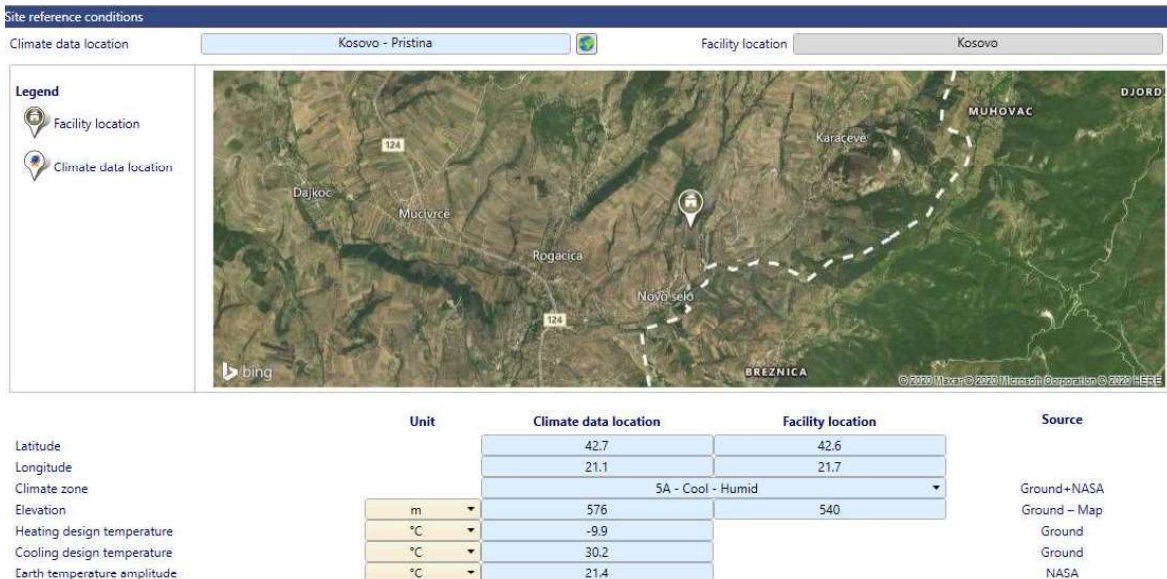 Site reference conditions
Climate data location Kosovo - Pristina Facility location Kosovo
Legend
Facility location
Climate data location
DJORD
MUHOVAC
Karaçevë
124
Dajkoc
Mucivrcë
Rogacica
Novo selo
124
BREZNICA
bing
© 2020 Maxar © 2020 Microsoft Corporation © 2020 HERE
Unit Climate data location Facility location Source
Latitude 42.7 42.6
Longitude 21.1 21.7
Climate zone 5A - Cool - Humid Ground+NASA
Elevation m 576 540 Ground – Map
Heating design temperature °C -9.9 Ground
Cooling design temperature °C 30.2 Ground
Earth temperature amplitude °C 21.4 NASA